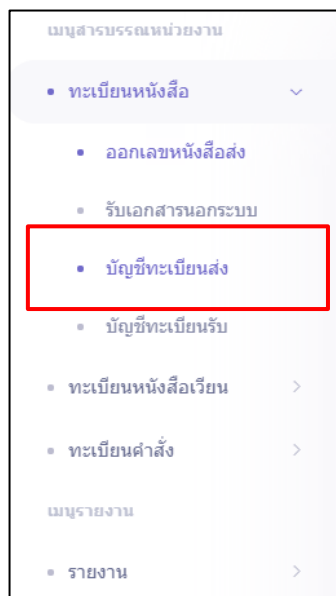 เมนูสารบรรณหน่วยงาน
ทะเบียนหนังสือ
ออกเลขหนังสือส่ง
รับเอกสารนอกระบบ
บัญชีทะเบียนส่ง
บัญชีทะเบียนรับ
ทะเบียนหนังสือเวียน
ทะเบียนคำสั่ง
เมนูรายงาน
รายงาน